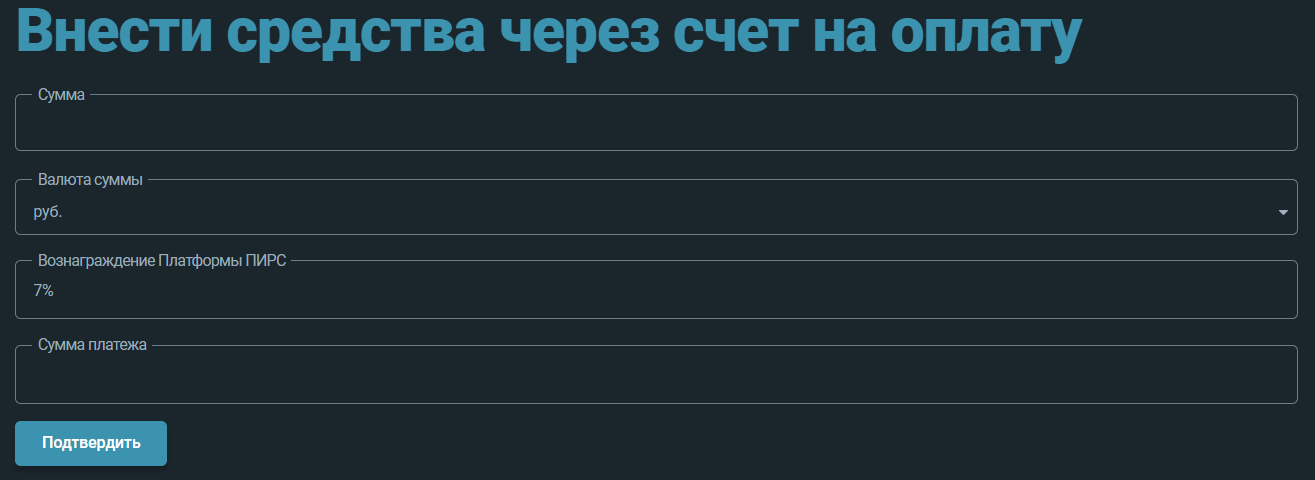 Внести средства через счет на оплату
Сумма
Валюта суммы
руб.
Вознаграждение Платформы ПИРС
7%
Сумма платежа
Подтвердить